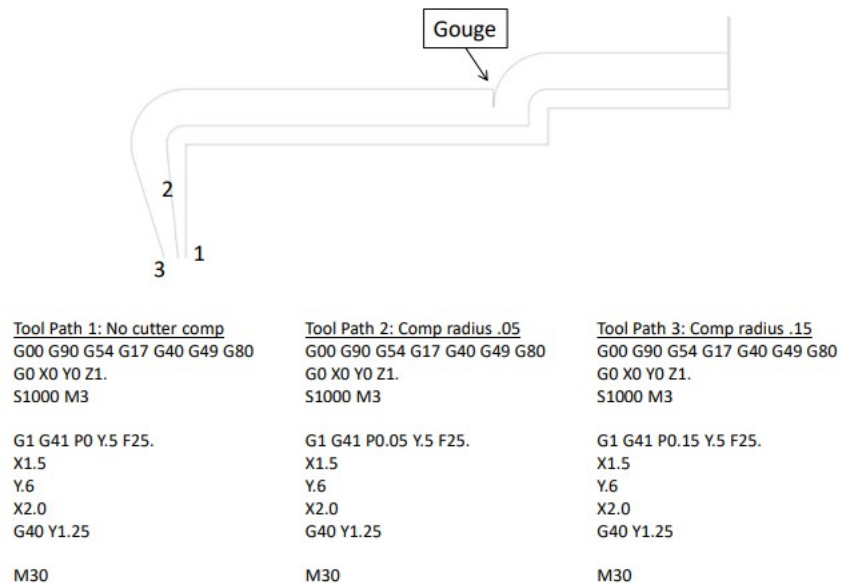 Gouge
2
1
3
Tool Path 1: No cutter comp
G00 G90 G54 G17 G40 G49 G80
G0 X0 Y0 Z1.
S1000 M3
G1 G41 P0 Y.5 F25.
X1.5
Y.6
X2.0
G40 Y1.25
M30
Tool Path 2: Comp radius .05
G00 G90 G54 G17 G40 G49 G80
G0 X0 Y0 Z1.
S1000 M3
G1 G41 P0.05 Y.5 F25.
X1.5
Y.6
X2.0
G40 Y1.25
M30
Tool Path 3: Comp radius .15
G00 G90 G54 G17 G40 G49 G80
G0 X0 Y0 Z1.
S1000 M3
G1 G41 P0.15 Y.5 F25.
X1.5
Y.6
X2.0
G40 Y1.25
M30